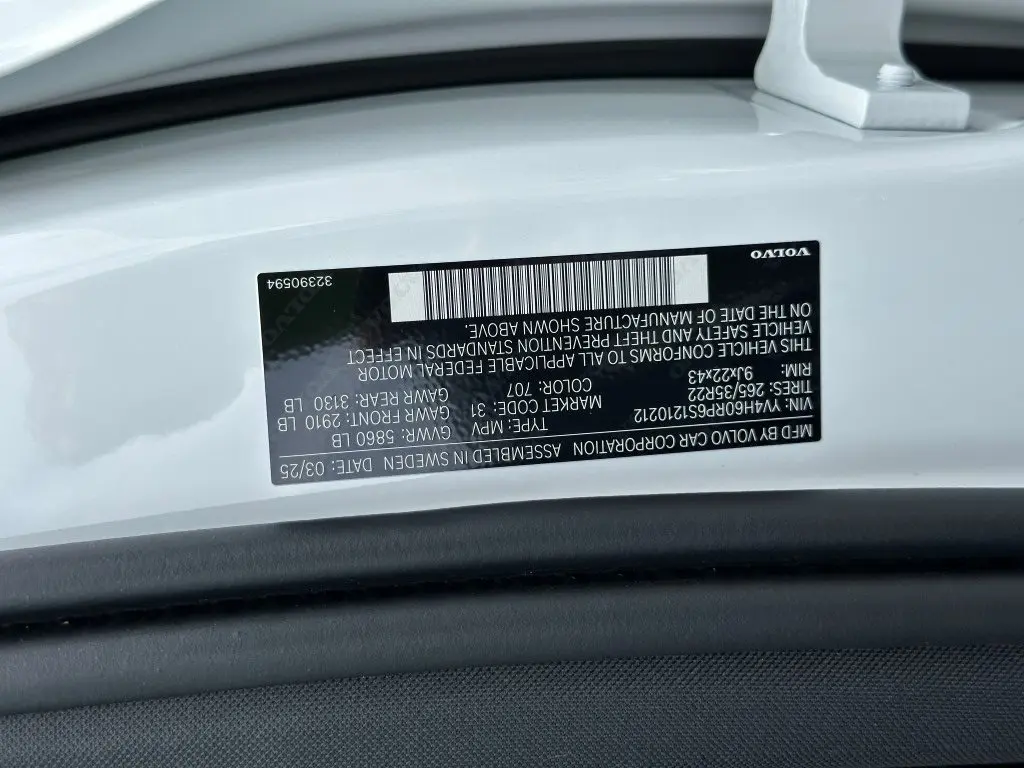 MFD BY VOLVO CAR CORPORATION ASSEMBLED IN SWEDEN DATE: 03/25
VIN: YV4H60RP6S1210212 TYPE: MPV GVWR: 5860 LB
TIRES: 265/35R22 MARKET CODE: 31 GAWR FRONT: 2910 LB
RIM: 9Jx22x43 COLOR: 707 GAWR REAR: 3130 LB
THIS VEHICLE CONFORMS TO ALL APPLICABLE FEDERAL MOTOR
VEHICLE SAFETY AND THEFT PREVENTION STANDARDS IN EFFECT
ON THE DATE OF MANUFACTURE SHOWN ABOVE.
VOLVO 32390594